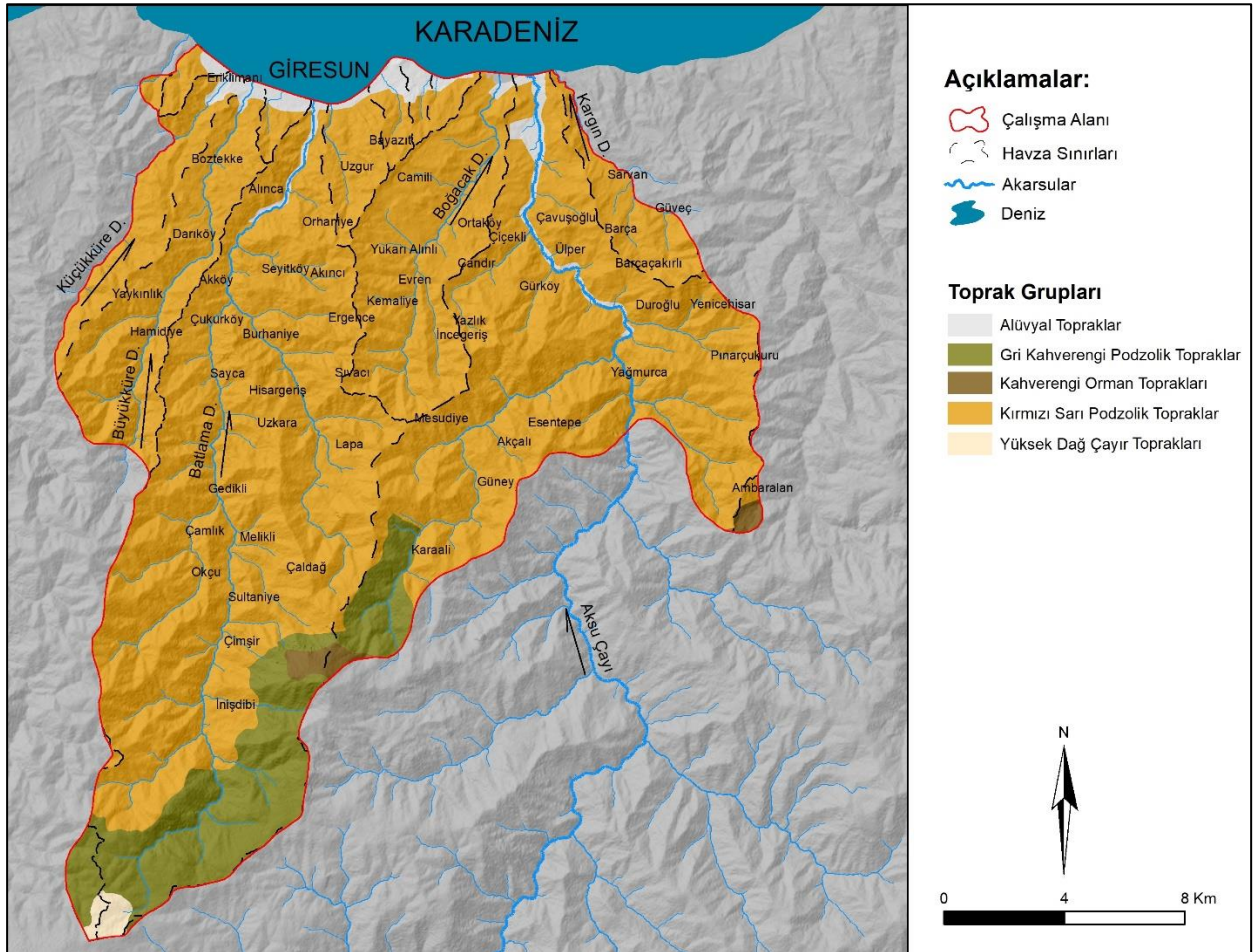 KARADENİZ
GİRESUN
Eriklimanı
Kargın D.
Bayazıt
Boztekke
Uzgur
Camili
Boğacak D.
Sarvan
Alınca
Güveç
Orhaniye
Ortaköy
Çavuşoğlu
Darıköy
Çiçekli
Barça
Küçükküre D.
Yukarı Alınlı
Ülper
Seyitköy
Akıncı
Gandır
Barçaçakırlı
Akköy
Evren
Gürköy
Yaykınlık
Kemaliye
Duroğlu
Yenicehisar
Çukurköy
Ergence
Yazlık
Hamidiye
Burhaniye
İncegeriş
Pınarçukuru
Büyükküre D.
Sayca
Sıvacı
Yağmurca
Hisargeriş
Batlama D.
Uzkara
Mesudiye
Esentepe
Lapa
Akçalı
Gedikli
Güney
Ambaralan
Çamlık
Melikli
Karaali
Okçu
Çaldağ
Sultaniye
Aksu Çayı
Çimşir
İnişdibi
Açıklamalar:
Çalışma Alanı
Havza Sınırları
Akarsular
Deniz
Toprak Grupları
Alüvyal Topraklar
Gri Kahverengi Podzolik Topraklar
Kahverengi Orman Toprakları
Kırmızı Sarı Podzolik Topraklar
Yüksek Dağ Çayır Toprakları
N
0 4 8 Km